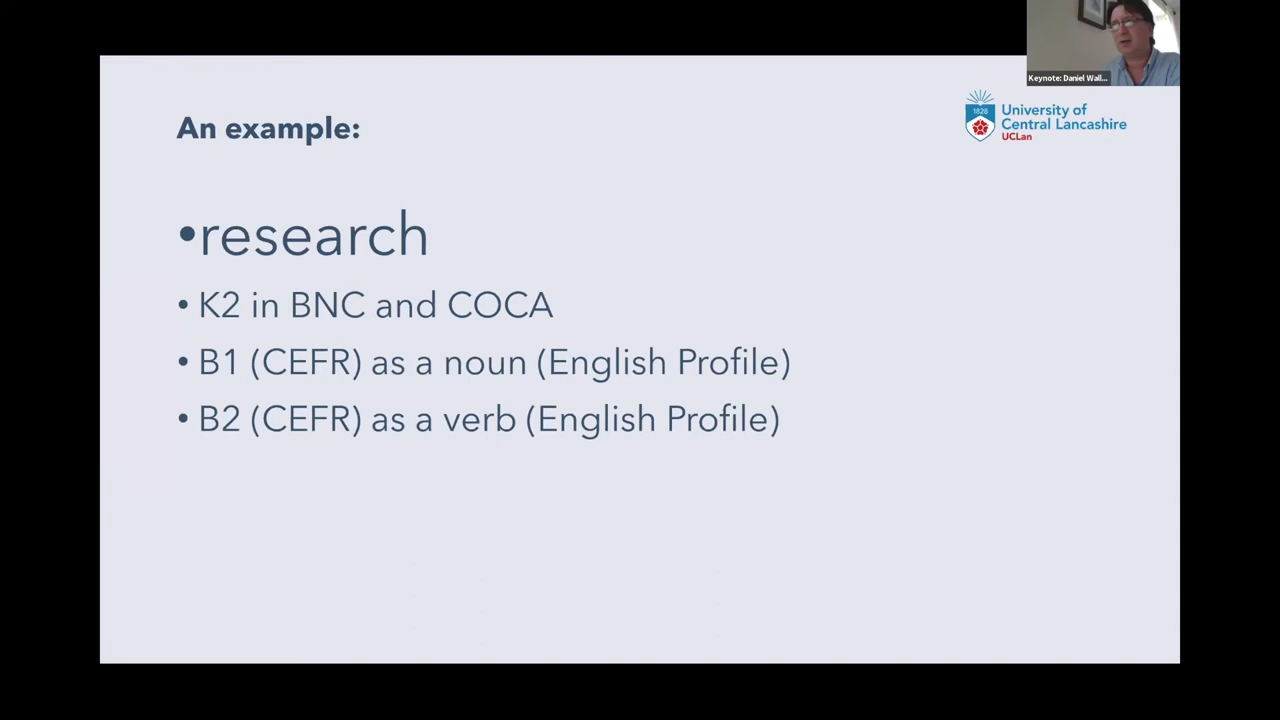 Keynote: Daniel Wall...
An example:
1828
University of
Central Lancashire
UCLan
•research
• K2 in BNC and COCA
• B1 (CEFR) as a noun (English Profile)
• B2 (CEFR) as a verb (English Profile)